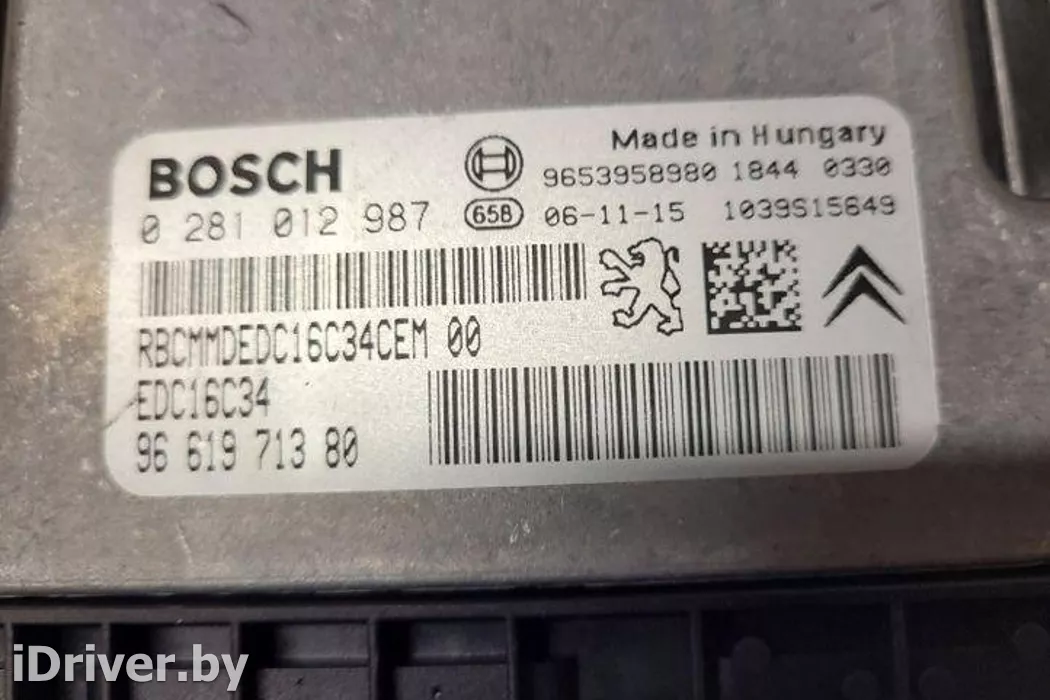 Made in Hungary
BOSCH
9653958980 1844 0330
0 281 012 987 65B 06-11-15 1039S15649
RBCMMDEDC16C34CEM 00
EDC16C34
96 619 713 80
iDriver.by